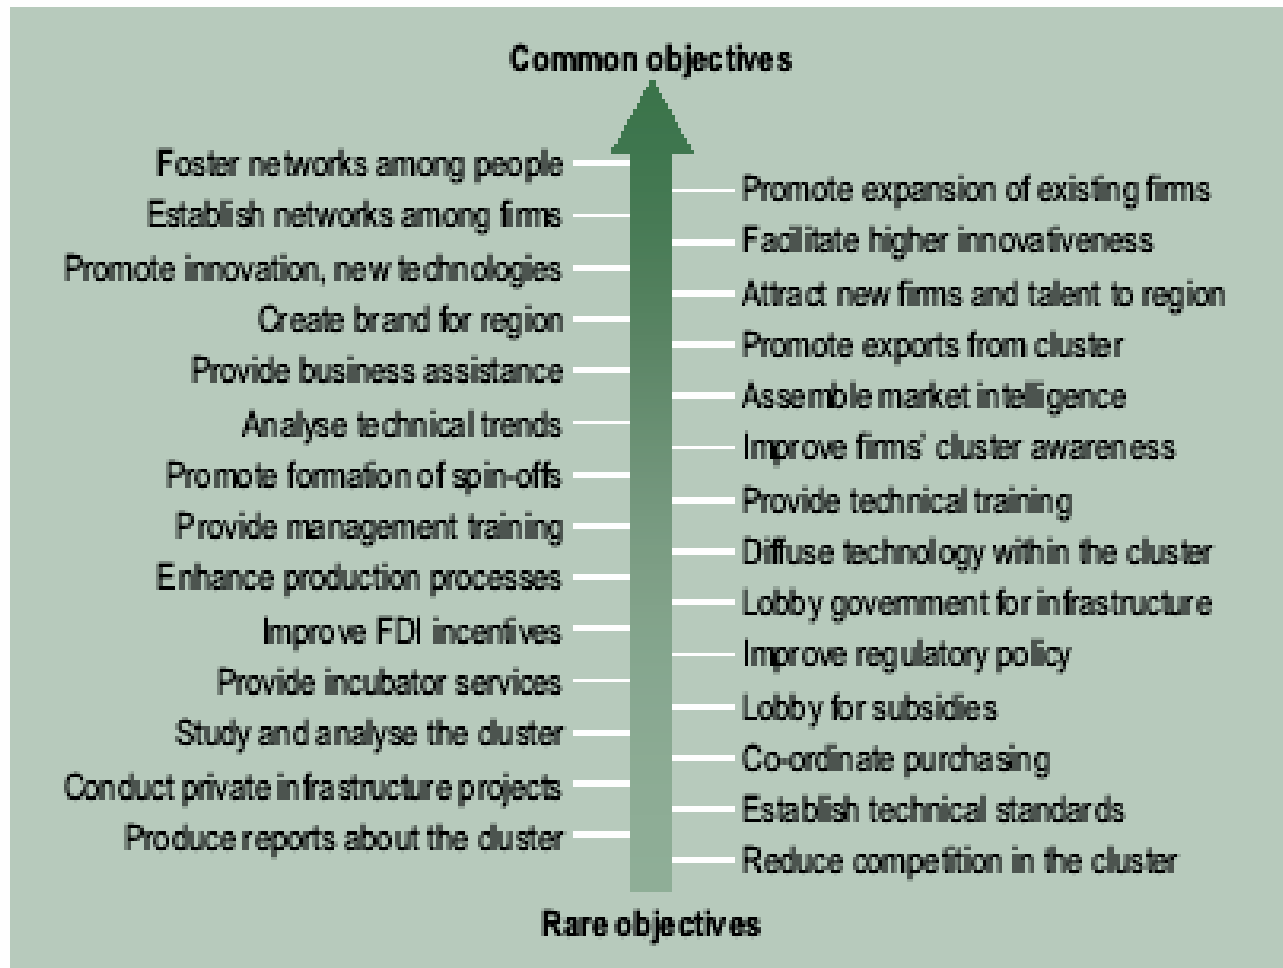 Common objectives
Foster networks among people
Promote expansion of existing firms
Establish networks among firms
Facilitate higher innovativeness
Promote innovation, new technologies
Attract new firms and talent to region
Create brand for region
Promote exports from cluster
Provide business assistance
Assemble market intelligence
Analyse technical trends
Improve firms' cluster awareness
Promote formation of spin-offs
Provide technical training
Provide management training
Diffuse technology within the cluster
Enhance production processes
Lobby government for infrastructure
Improve FDI incentives
Improve regulatory policy
Provide incubator services
Lobby for subsidies
Study and analyse the cluster
Co-ordinate purchasing
Conduct private infrastructure projects
Establish technical standards
Produce reports about the cluster
Reduce competition in the cluster
Rare objectives